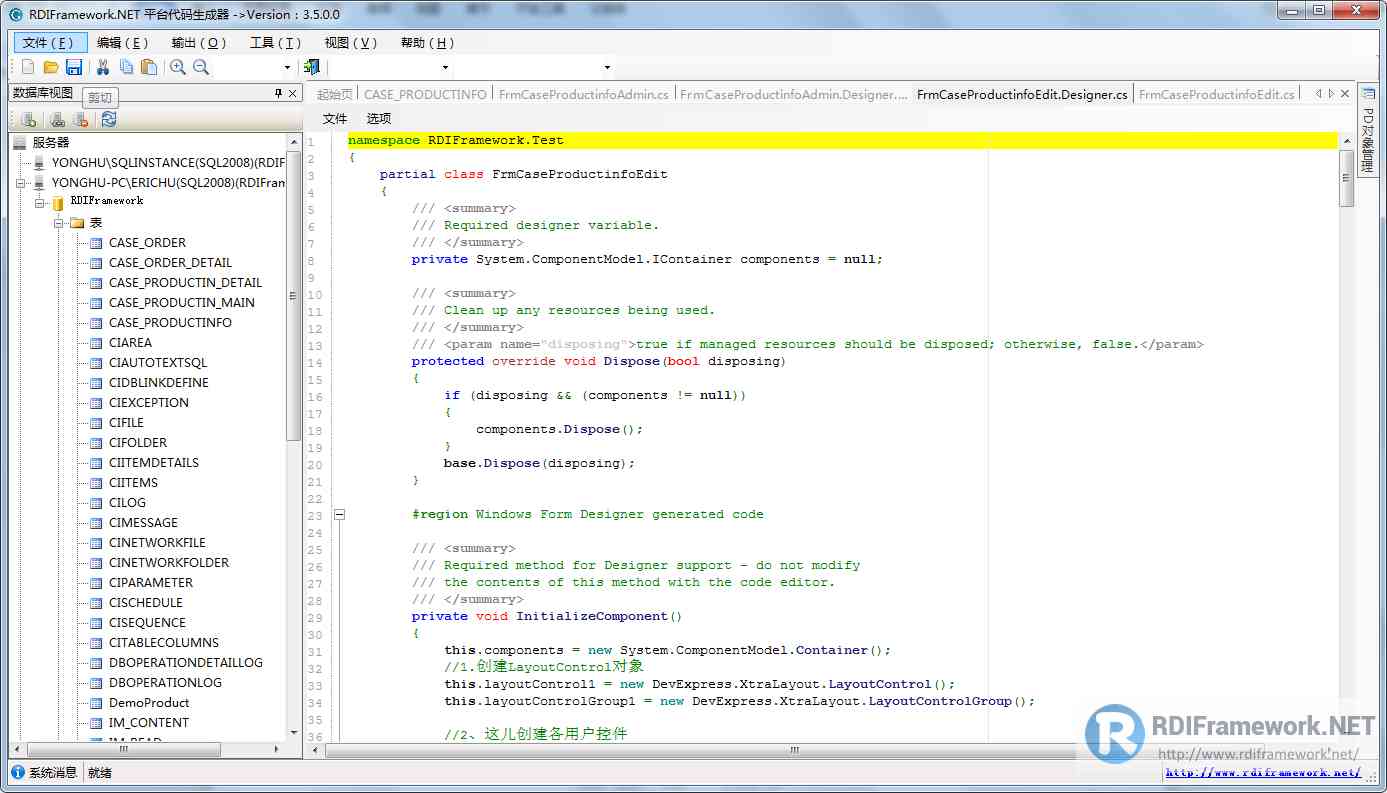 RDIFramework.NET 平台代码生成器 ->Version : 3.5.0.0
文件(F) 编辑(E) 输出(O) 工具(T) 视图(V) 帮助(H)
数据库视图
剪切
服务器
YONGHU\SQLINSTANCE(SQL2008)(RDIF
YONGHU-PC\ERICHU(SQL2008)(RDIFram
RDIFramework
表
CASE_ORDER
CASE_ORDER_DETAIL
CASE_PRODUCTIN_DETAIL
CASE_PRODUCTIN_MAIN
CASE_PRODUCTINFO
CIAREA
CIAUTOTEXTSQL
CIDBLINKDEFINE
CIEXCEPTION
CIFILE
CIFOLDER
CIITEMDETAILS
CIITEMS
CILOG
CIMESSAGE
CINETWORKFILE
CINETWORKFOLDER
CIPARAMETER
CISCHEDULE
CISEQUENCE
CITABLECOLUMNS
DBOPERATIONDETAILLOG
DBOPERATIONLOG
DemoProduct
IM_CONTENT
IM_READ
起始页 CASE_PRODUCTINFO FrmCaseProductinfoAdmin.cs FrmCaseProductinfoAdmin.Designer.... FrmCaseProductinfoEdit.Designer.cs FrmCaseProductinfoEdit.cs
文件 选项
1 namespace RDIFramework.Test
2 {
3 partial class FrmCaseProductinfoEdit
4 {
5 /// <summary>
6 /// Required designer variable.
7 /// </summary>
8 private System.ComponentModel.IContainer components = null;
9
10 /// <summary>
11 /// Clean up any resources being used.
12 /// </summary>
13 /// <param name="disposing">true if managed resources should be disposed; otherwise, false.</param>
14 protected override void Dispose(bool disposing)
15 {
16 if (disposing && (components != null))
17 {
18 components.Dispose();
19 }
20 base.Dispose(disposing);
21 }
22
23 #region Windows Form Designer generated code
24
25 /// <summary>
26 /// Required method for Designer support - do not modify
27 /// the contents of this method with the code editor.
28 /// </summary>
29 private void InitializeComponent()
30 {
31 this.components = new System.ComponentModel.Container();
32 //1.创建LayoutControl对象
33 this.layoutControl1 = new DevExpress.XtraLayout.LayoutControl();
34 this.layoutControlGroup1 = new DevExpress.XtraLayout.LayoutControlGroup();
35
36 //2、这儿创建各用户控件
PD对象管理
RDIFramework.NET
http://www.rdiframework.net/
系统消息 就绪
http://www.rdiframework.net/